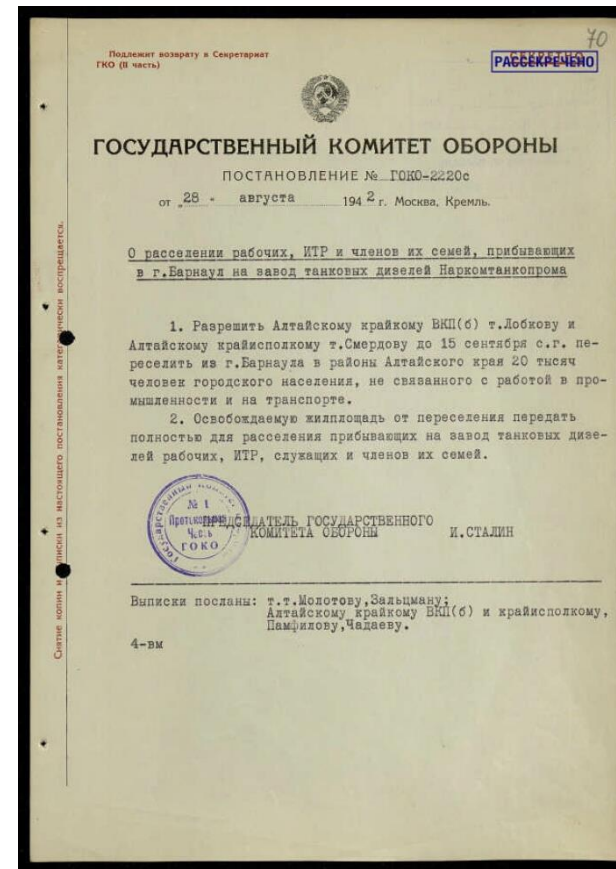 70
Подлежит возврату в Секретариат
ГКО (II часть)
СЕКРЕТНО
РАССЕКРЕЧЕНО
ГОСУДАРСТВЕННЫЙ КОМИТЕТ ОБОРОНЫ
ПОСТАНОВЛЕНИЕ № ГОКО-2220с
от „28 " августа 1942 г. Москва, Кремль.
О расселении рабочих, ИТР и членов их семей, прибывающих
в г.Барнаул на завод танковых дизелей Наркомтанкопрома
1. Разрешить Алтайскому крайкому ВКП(б) т.Лобкову и
Алтайскому крайисполкому т.Смердову до 15 сентября с.г. пе-
реселить из г.Барнаула в районы Алтайского края 20 тысяч
человек городского населения, не связанного с работой в про-
мышленности и на транспорте.
2. Освобождаемую жилплощадь от переселения передать
полностью для расселения прибывающих на завод танковых дизе-
лей рабочих, ИТР, служащих и членов их семей.
ПРЕДСЕДАТЕЛЬ ГОСУДАРСТВЕННОГО
КОМИТЕТА ОБОРОНЫ И.СТАЛИН
Государственный
№ 1
Протокольная
Часть
ГОКО
Выписки посланы: т.т.Молотову,Зальцману;
Алтайскому крайкому ВКП(б) и крайисполкому,
Памфилову,Чадаеву.
4-вм
Снятие копии и выписки из настоящего постановления категорически воспрещается.